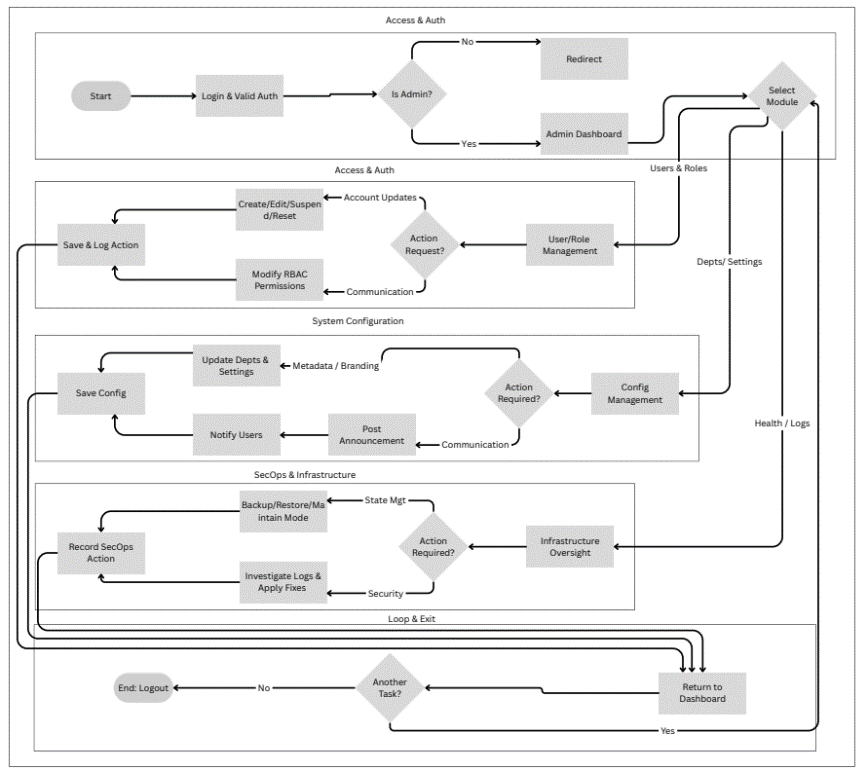 Access & Auth
No
Redirect
Start
Login & Valid Auth
Is Admin?
Select
Module
Yes
Admin Dashboard
Access & Auth
Users & Roles
Create/Edit/Suspen
d/Reset
Account Updates
Save & Log Action
Action
Request?
User/Role
Management
Modify RBAC
Permissions
Communication
Depts/ Settings
System Configuration
Update Depts &
Settings
Metadata / Branding
Save Config
Action
Required?
Config
Management
Notify Users
Post
Announcement
Communication
Health / Logs
SecOps & Infrastructure
Backup/Restore/Ma
intain Mode
State Mgt
Record SecOps
Action
Action
Required?
Infrastructure
Oversight
Investigate Logs &
Apply Fixes
Security
Loop & Exit
End: Logout
No
Another
Task?
Return to
Dashboard
Yes